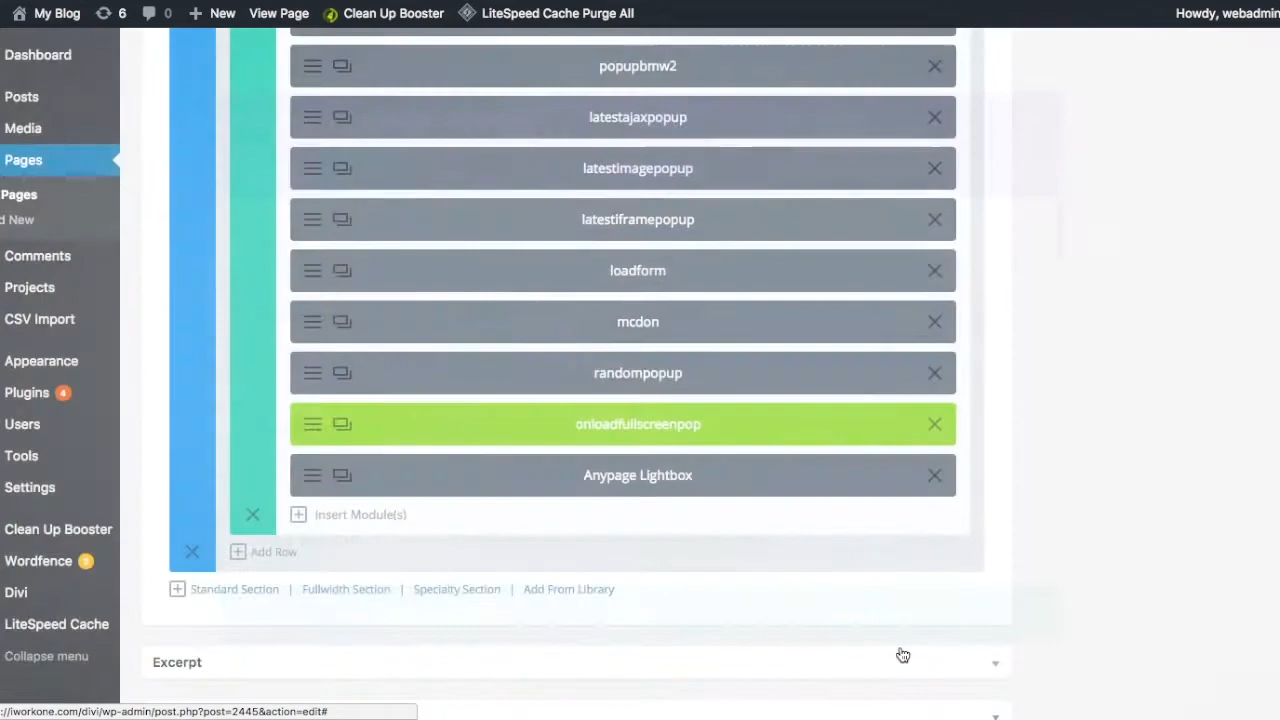 My Blog 6 0 New View Page Clean Up Booster LiteSpeed Cache Purge All Howdy, webadmin
Dashboard
Posts
Media
Pages
Pages
d New
Comments
Projects
CSV Import
Appearance
Plugins 4
Users
Tools
Settings
Clean Up Booster
Wordfence
Divi
LiteSpeed Cache
Collapse menu
popupbmw2
latestajaxpopup
latestimagepopup
latestiframepopup
loadform
mcdon
randompopup
onloadfullscreenpop
Anypage Lightbox
Insert Module(s)
Add Row
Standard Section | Fullwidth Section | Specialty Section | Add From Library
Excerpt
://iworkone.com/divi/wp-admin/post.php?post=2445&action=edit#